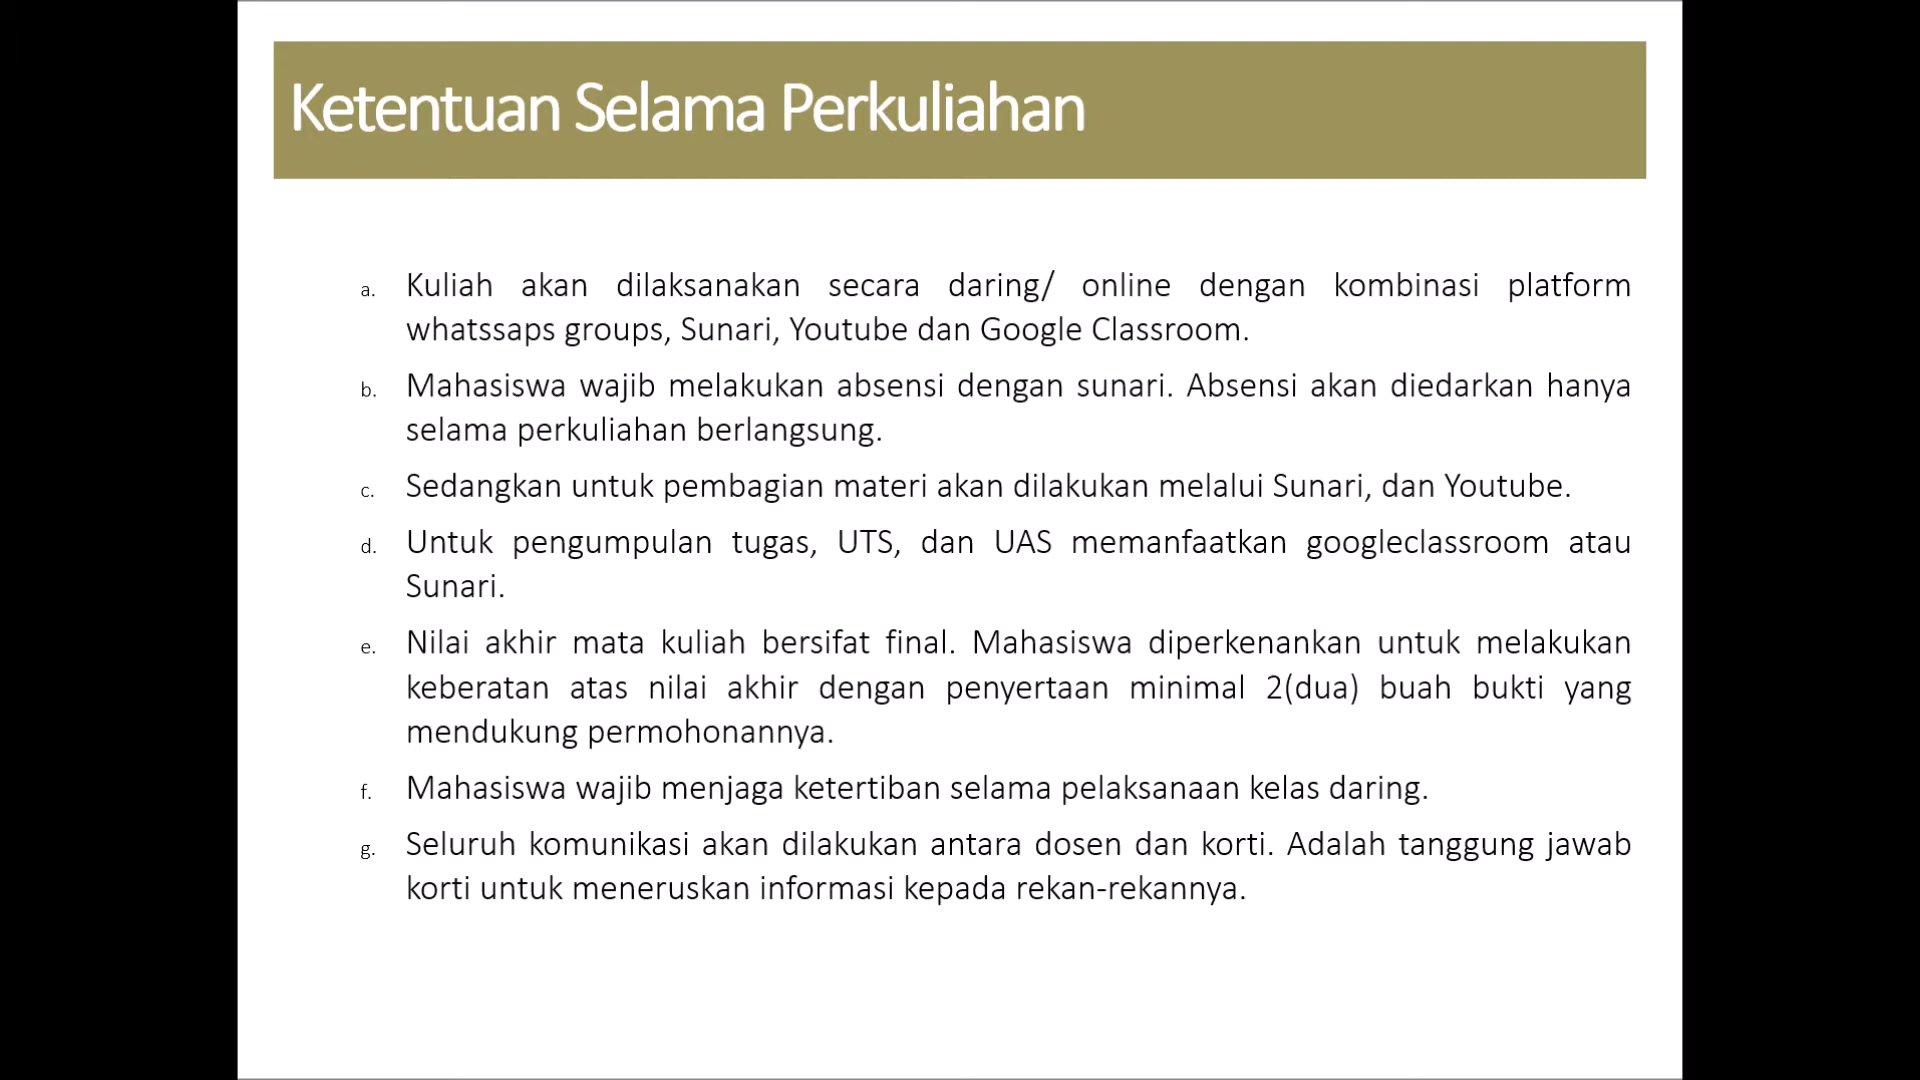 Ketentuan Selama Perkuliahan
a. Kuliah akan dilaksanakan secara daring/ online dengan kombinasi platform
whatssaps groups, Sunari, Youtube dan Google Classroom.
b. Mahasiswa wajib melakukan absensi dengan sunari. Absensi akan diedarkan hanya
selama perkuliahan berlangsung.
c. Sedangkan untuk pembagian materi akan dilakukan melalui Sunari, dan Youtube.
d. Untuk pengumpulan tugas, UTS, dan UAS memanfaatkan googleclassroom atau
Sunari.
e. Nilai akhir mata kuliah bersifat final. Mahasiswa diperkenankan untuk melakukan
keberatan atas nilai akhir dengan penyertaan minimal 2(dua) buah bukti yang
mendukung permohonannya.
f. Mahasiswa wajib menjaga ketertiban selama pelaksanaan kelas daring.
g. Seluruh komunikasi akan dilakukan antara dosen dan korti. Adalah tanggung jawab
korti untuk meneruskan informasi kepada rekan-rekannya.